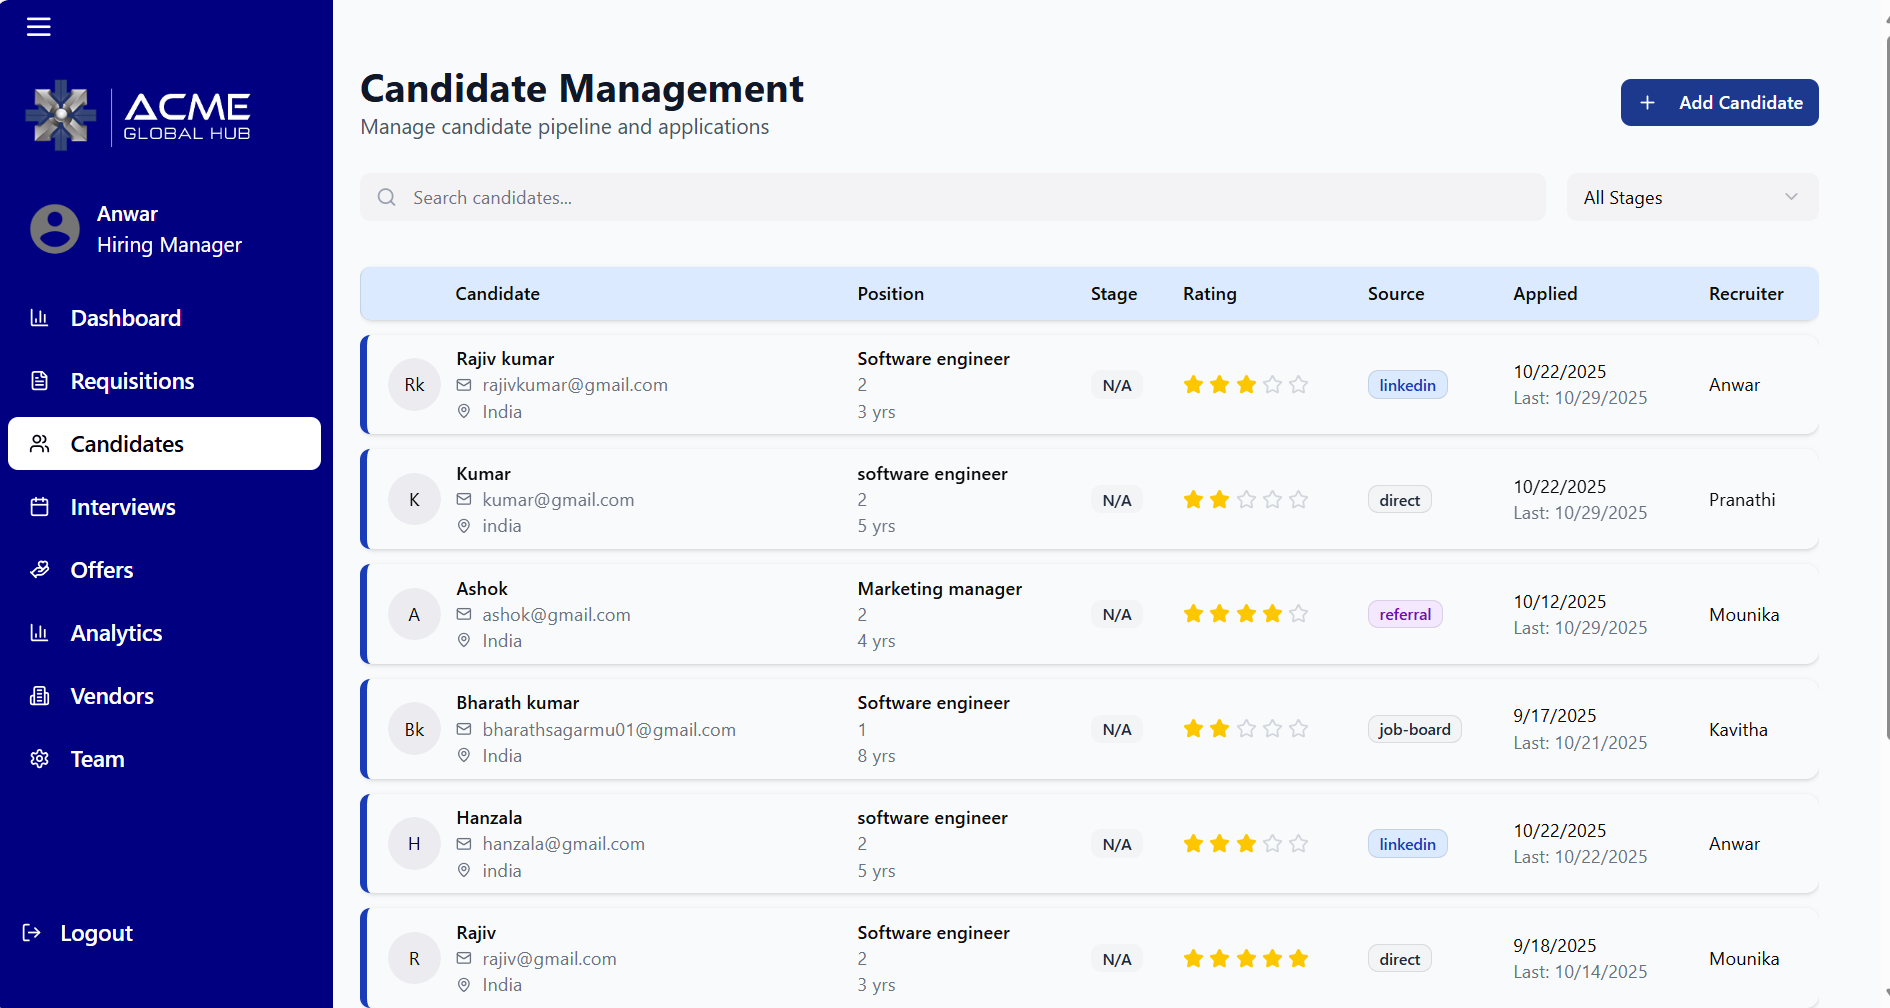 ACME
GLOBAL HUB
Anwar
Hiring Manager
Dashboard
Requisitions
Candidates
Interviews
Offers
Analytics
Vendors
Team
Logout
Candidate Management
Manage candidate pipeline and applications
+ Add Candidate
Search candidates...
All Stages
Candidate Position Stage Rating Source Applied Recruiter
Rk
Rajiv kumar
rajivkumar@gmail.com
India
Software engineer
2
3 yrs
N/A
linkedin
10/22/2025
Last: 10/29/2025
Anwar
K
Kumar
kumar@gmail.com
india
software engineer
2
5 yrs
N/A
direct
10/22/2025
Last: 10/29/2025
Pranathi
A
Ashok
ashok@gmail.com
India
Marketing manager
2
4 yrs
N/A
referral
10/12/2025
Last: 10/29/2025
Mounika
Bk
Bharath kumar
bharathsagarmu01@gmail.com
India
Software engineer
1
8 yrs
N/A
job-board
9/17/2025
Last: 10/21/2025
Kavitha
H
Hanzala
hanzala@gmail.com
india
software engineer
2
5 yrs
N/A
linkedin
10/22/2025
Last: 10/22/2025
Anwar
R
Rajiv
rajiv@gmail.com
India
Software engineer
2
3 yrs
N/A
direct
9/18/2025
Last: 10/14/2025
Mounika